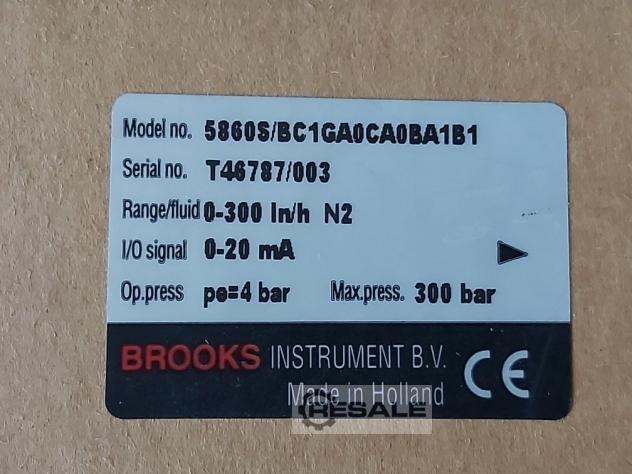 Model no. 5860S/BC1GA0CA0BA1B1
Serial no. T46787/003
Range/fluid 0-300 ln/h N2
I/O signal 0-20 mA
Op.press pe=4 bar Max.press. 300 bar
BROOKS INSTRUMENT B.V. CE
Made in Holland
RESALE